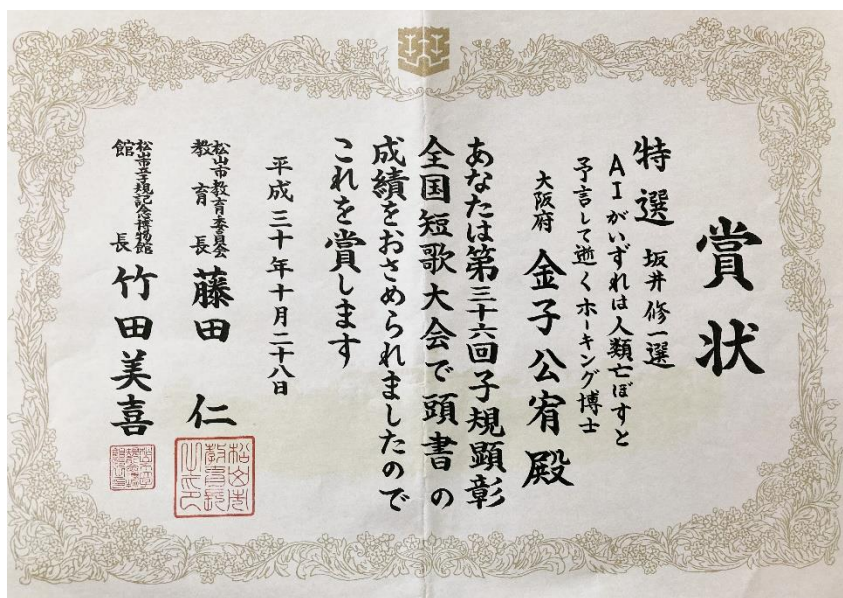 賞状
特選 坂井修一選
AIがいずれは人類亡ぼすと
予言して逝くホーキング博士
大阪府 金子公宥殿
あなたは第三十六回子規顕彰
全国短歌大会で頭書の
成績をおさめられましたので
これを賞します
平成三十年十月二十八日
松山市教育委員会
教育長 藤田 仁
松山市立子規記念博物館
館長 竹田美喜